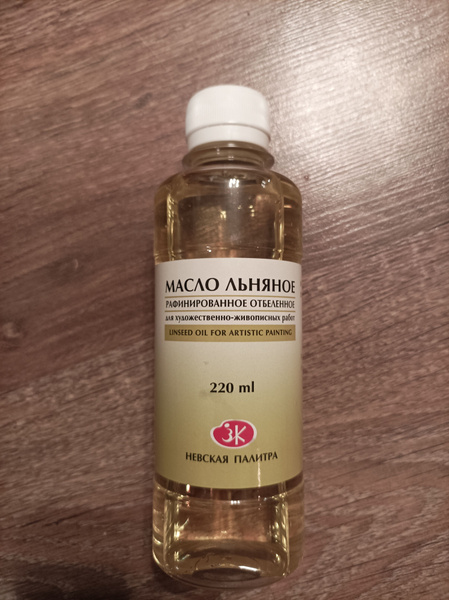 МАСЛО ЛЬНЯНОЕ
РАФИНИРОВАННОЕ ОТБЕЛЕННОЕ
для художественно-живописных работ
LINSEED OIL FOR ARTISTIC PAINTING
220 ml
ЗК
НЕВСКАЯ ПАЛИТРА